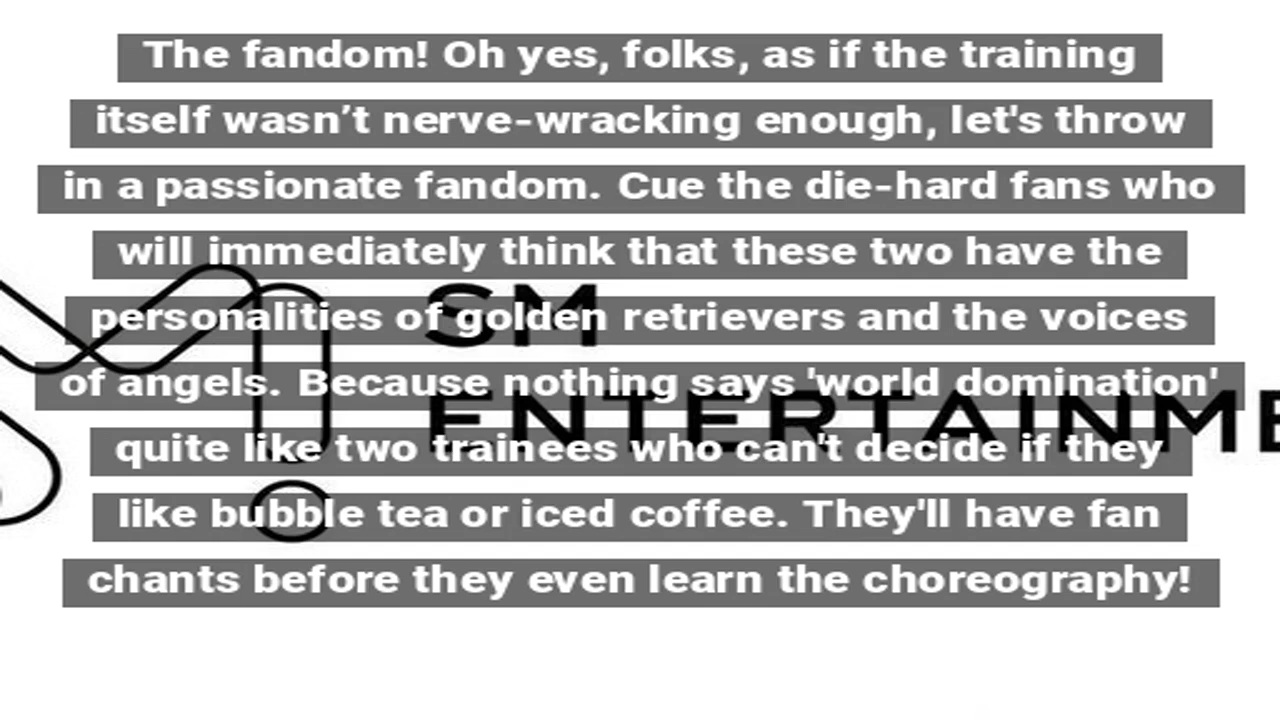 The fandom! Oh yes, folks, as if the training
itself wasn’t nerve-wracking enough, let's throw
in a passionate fandom. Cue the die-hard fans who
will immediately think that these two have the
personalities of golden retrievers and the voices
of angels. Because nothing says 'world domination'
quite like two trainees who can't decide if they
like bubble tea or iced coffee. They'll have fan
chants before they even learn the choreography!
SM
ENTERTAINME